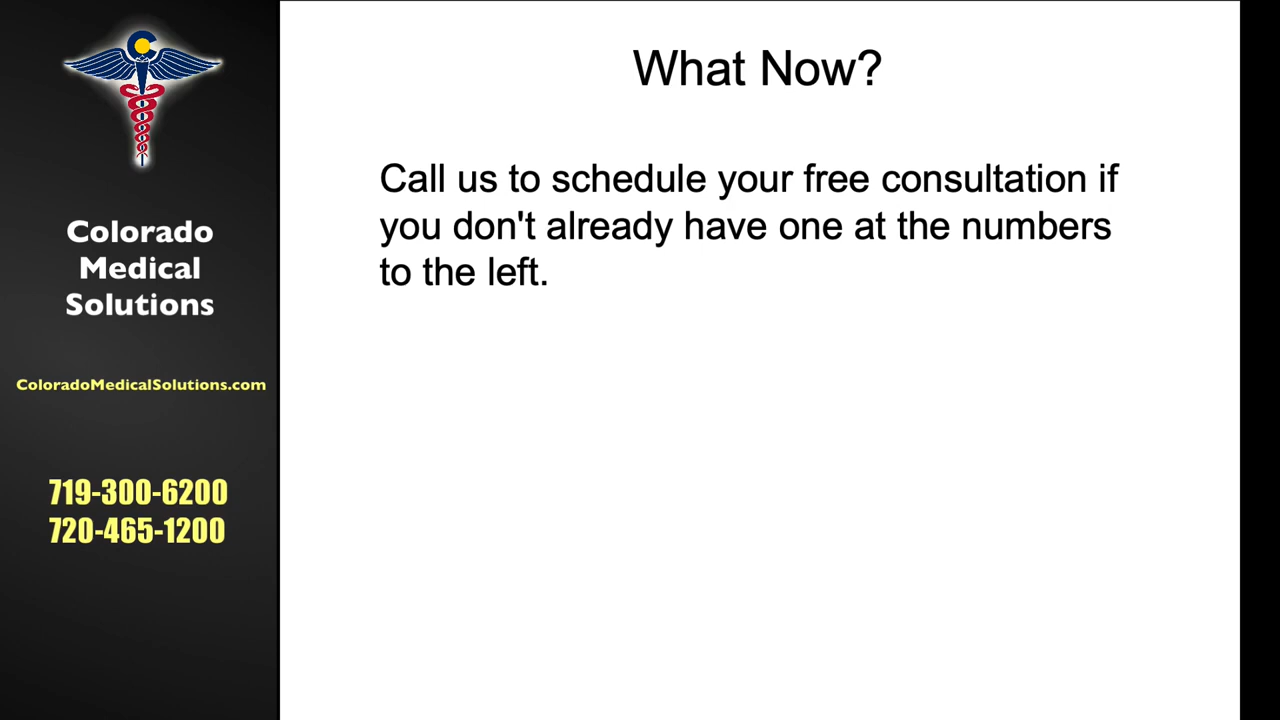 Colorado
Medical
Solutions
ColoradoMedicalSolutions.com
719-300-6200
720-465-1200
What Now?
Call us to schedule your free consultation if
you don't already have one at the numbers
to the left.